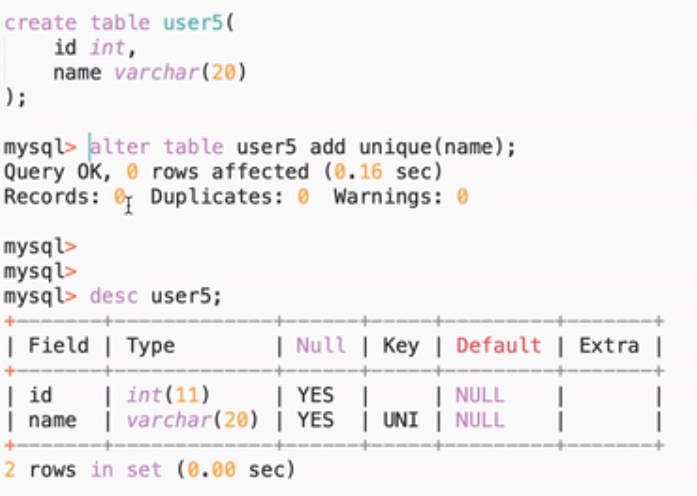 create table user5(
    id int,
    name varchar(20)
);
mysql> alter table user5 add unique(name);
Query OK, 0 rows affected (0.16 sec)
Records: 0  Duplicates: 0  Warnings: 0
mysql>
mysql>
mysql> desc user5;
+-------+-------------+------+-----+---------+-------+
| Field | Type        | Null | Key | Default | Extra |
+-------+-------------+------+-----+---------+-------+
| id    | int(11)     | YES  |     | NULL    |       |
| name  | varchar(20) | YES  | UNI | NULL    |       |
+-------+-------------+------+-----+---------+-------+
2 rows in set (0.00 sec)